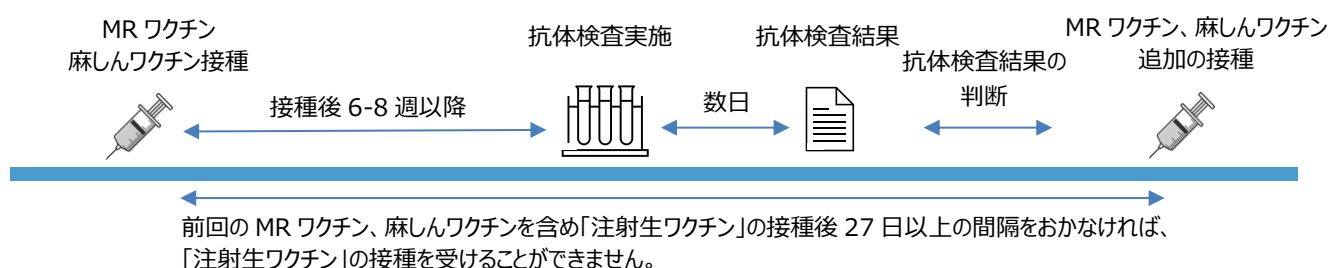 MR ワクチン
麻しんワクチン接種
接種後 6-8 週以降
抗体検査実施
数日
抗体検査結果
抗体検査結果の
判断
MR ワクチン、麻しんワクチン
追加の接種
前回の MR ワクチン、麻しんワクチンを含め「注射生ワクチン」の接種後 27 日以上の間隔をおかなければ、
「注射生ワクチン」の接種を受けることができません。